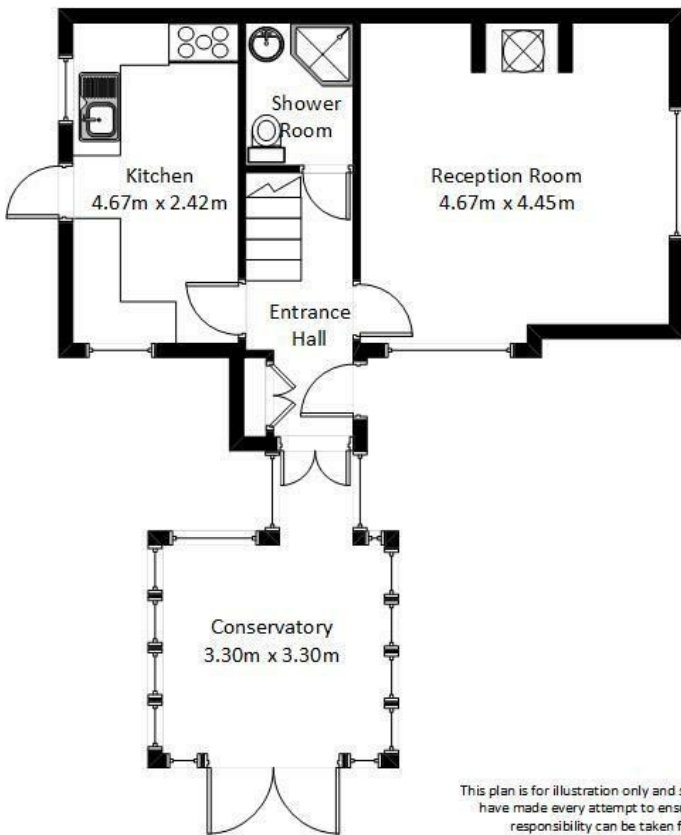 Shower
Room
Kitchen
4.67m x 2.42m
Reception Room
4.67m x 4.45m
Entrance
Hall
Conservatory
3.30m x 3.30m
This plan is for illustration only and
have made every attempt to
responsibility can be taken